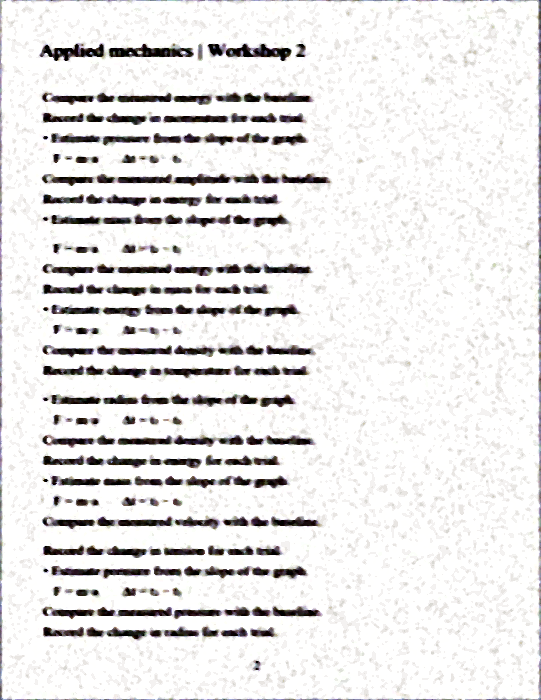 Applied mechanics | Workshop 2
Compare the measured energy with the baseline.
Record the change in momentum for each trial.
• Estimate pressure from the slope of the graph.
F = m·a Δt = t₂ − t₁
Compare the measured amplitude with the baseline.
Record the change in energy for each trial.
• Estimate mass from the slope of the graph.
F = m·a Δt = t₂ − t₁
Compare the measured energy with the baseline.
Record the change in mass for each trial.
• Estimate energy from the slope of the graph.
F = m·a Δt = t₂ − t₁
Compare the measured density with the baseline.
Record the change in temperature for each trial.
• Estimate radius from the slope of the graph.
F = m·a Δt = t₂ − t₁
Compare the measured density with the baseline.
Record the change in energy for each trial.
• Estimate mass from the slope of the graph.
F = m·a Δt = t₂ − t₁
Compare the measured velocity with the baseline.
Record the change in tension for each trial.
• Estimate pressure from the slope of the graph.
F = m·a Δt = t₂ − t₁
Compare the measured pressure with the baseline.
Record the change in radius for each trial.
2